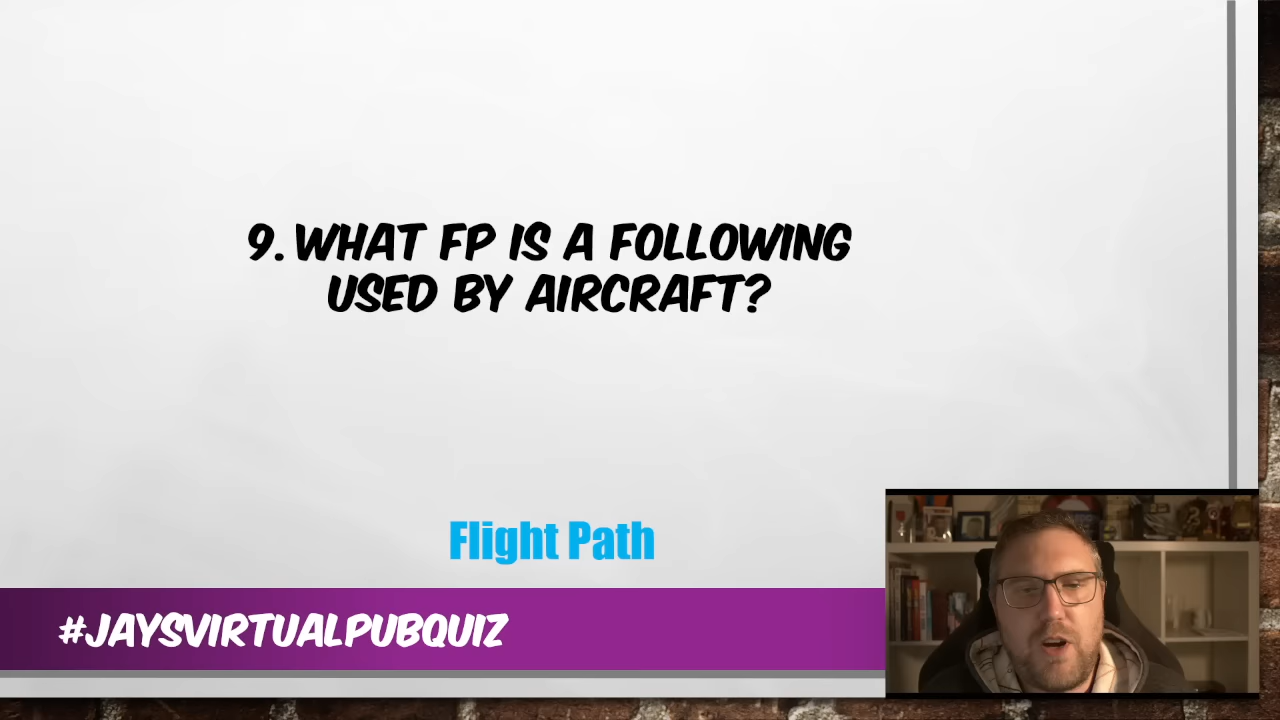 9. WHAT FP IS A FOLLOWING
USED BY AIRCRAFT?
Flight Path
#JAYSVIRTUALPUBQUIZ